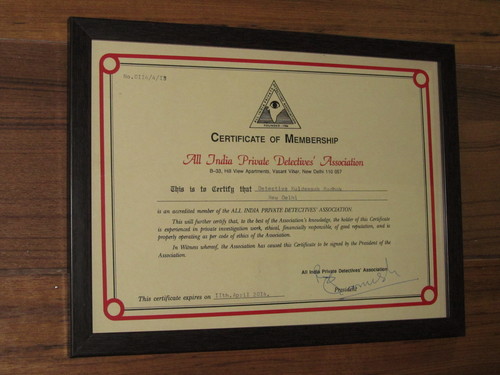 CERTIFICATE OF MEMBERSHIP
All India Private Detectives' Association
B-33, Hill View Apartments, Vasant Vihar, New Delhi 110 057
This is to Certify that Detective
New Delhi
is an accredited member of the ALL INDIA PRIVATE DETECTIVES' ASSOCIATION.
This will further certify that, to the best of the Association's knowledge, the holder of this Certificate
is experienced in private investigation work, ethical, financially responsible, of good reputation, and is
properly operating as per code of ethics of the Association.
In Witness whereof, the Association has caused this Certificate to be signed by the President of the
Association.
All India Private Detectives' Association
President
This certificate expires on 17th.April